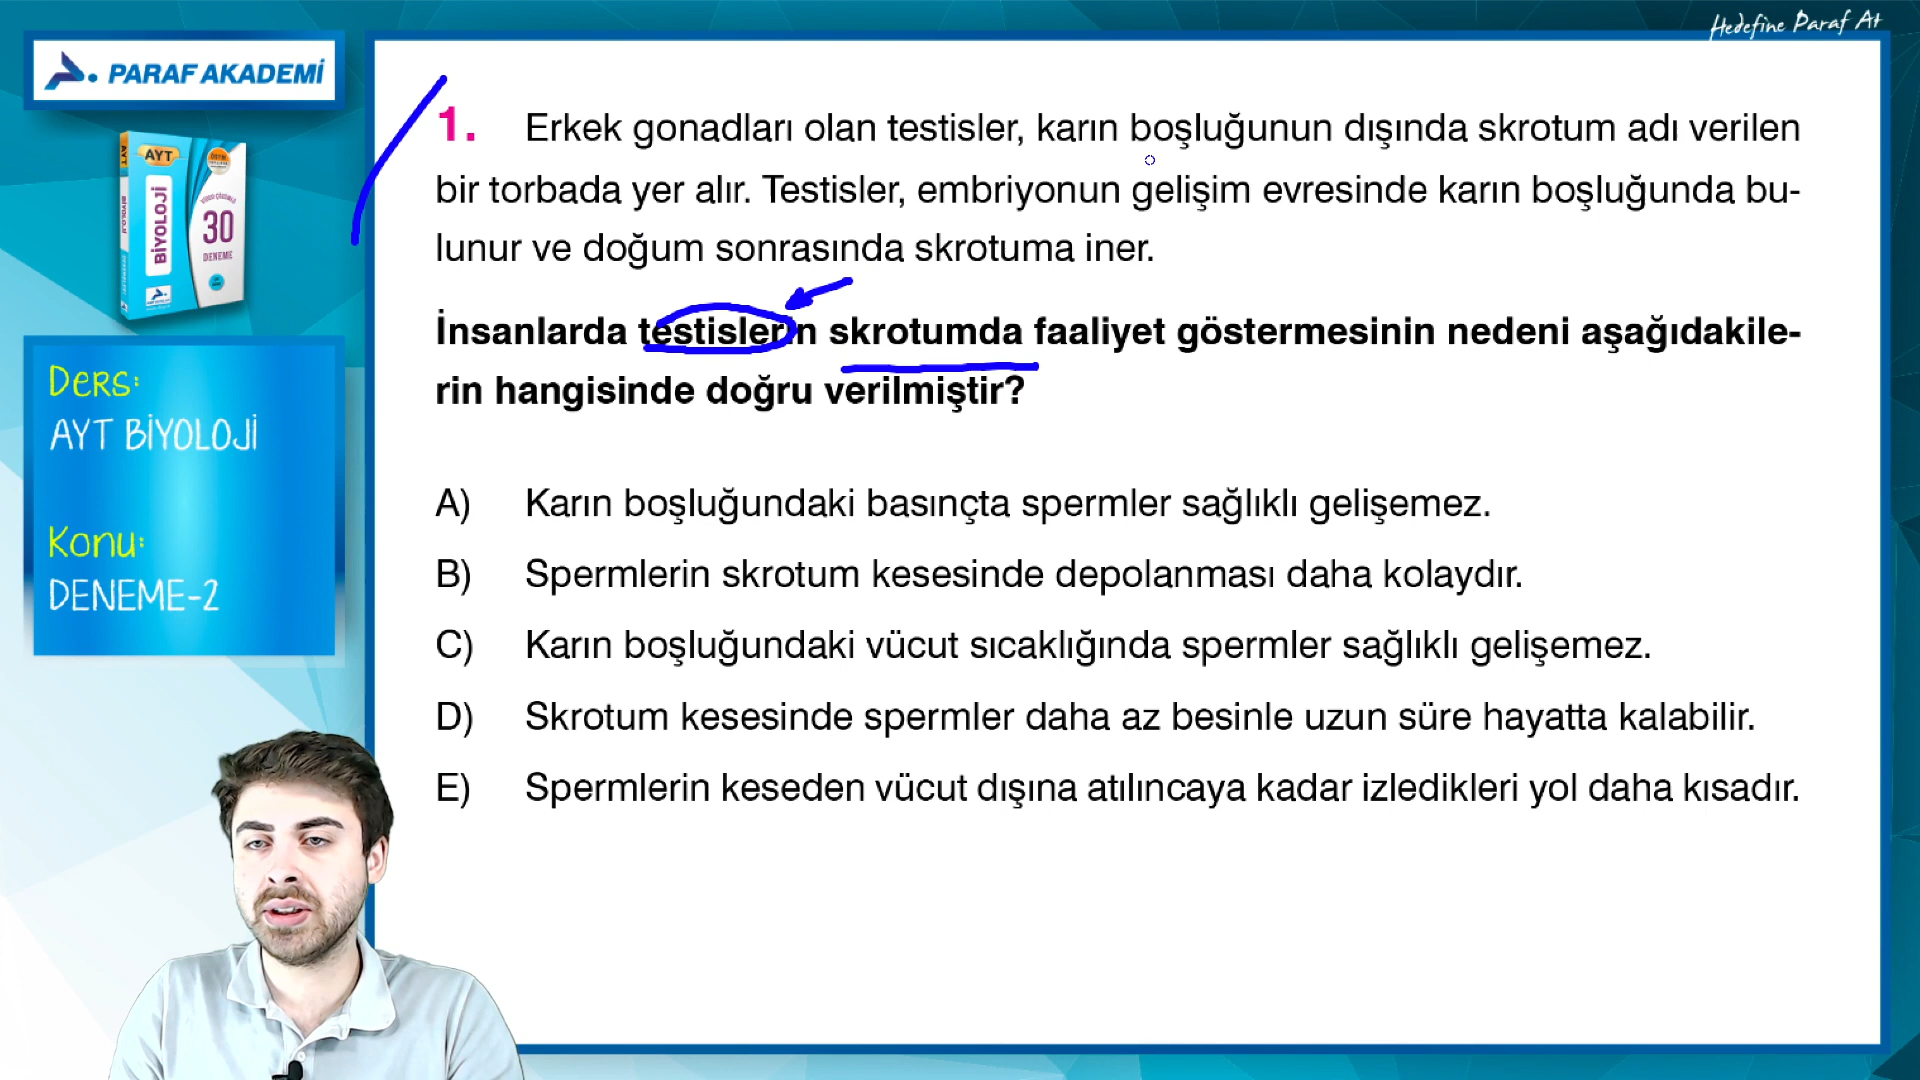 Hedefine Paraf At
PARAF AKADEMİ
AYT
BİYOLOJİ
30
DENEME
Ders:
AYT BİYOLOJİ
Konu:
DENEME-2
1. Erkek gonadları olan testisler, karın boşluğunun dışında skrotum adı verilen
bir torbada yer alır. Testisler, embriyonun gelişim evresinde karın boşluğunda bu-
lunur ve doğum sonrasında skrotuma iner.
İnsanlarda testislerin skrotumda faaliyet göstermesinin nedeni aşağıdakile-
rin hangisinde doğru verilmiştir?
A) Karın boşluğundaki basınçta spermler sağlıklı gelişemez.
B) Spermlerin skrotum kesesinde depolanması daha kolaydır.
C) Karın boşluğundaki vücut sıcaklığında spermler sağlıklı gelişemez.
D) Skrotum kesesinde spermler daha az besinle uzun süre hayatta kalabilir.
E) Spermlerin keseden vücut dışına atılıncaya kadar izledikleri yol daha kısadır.